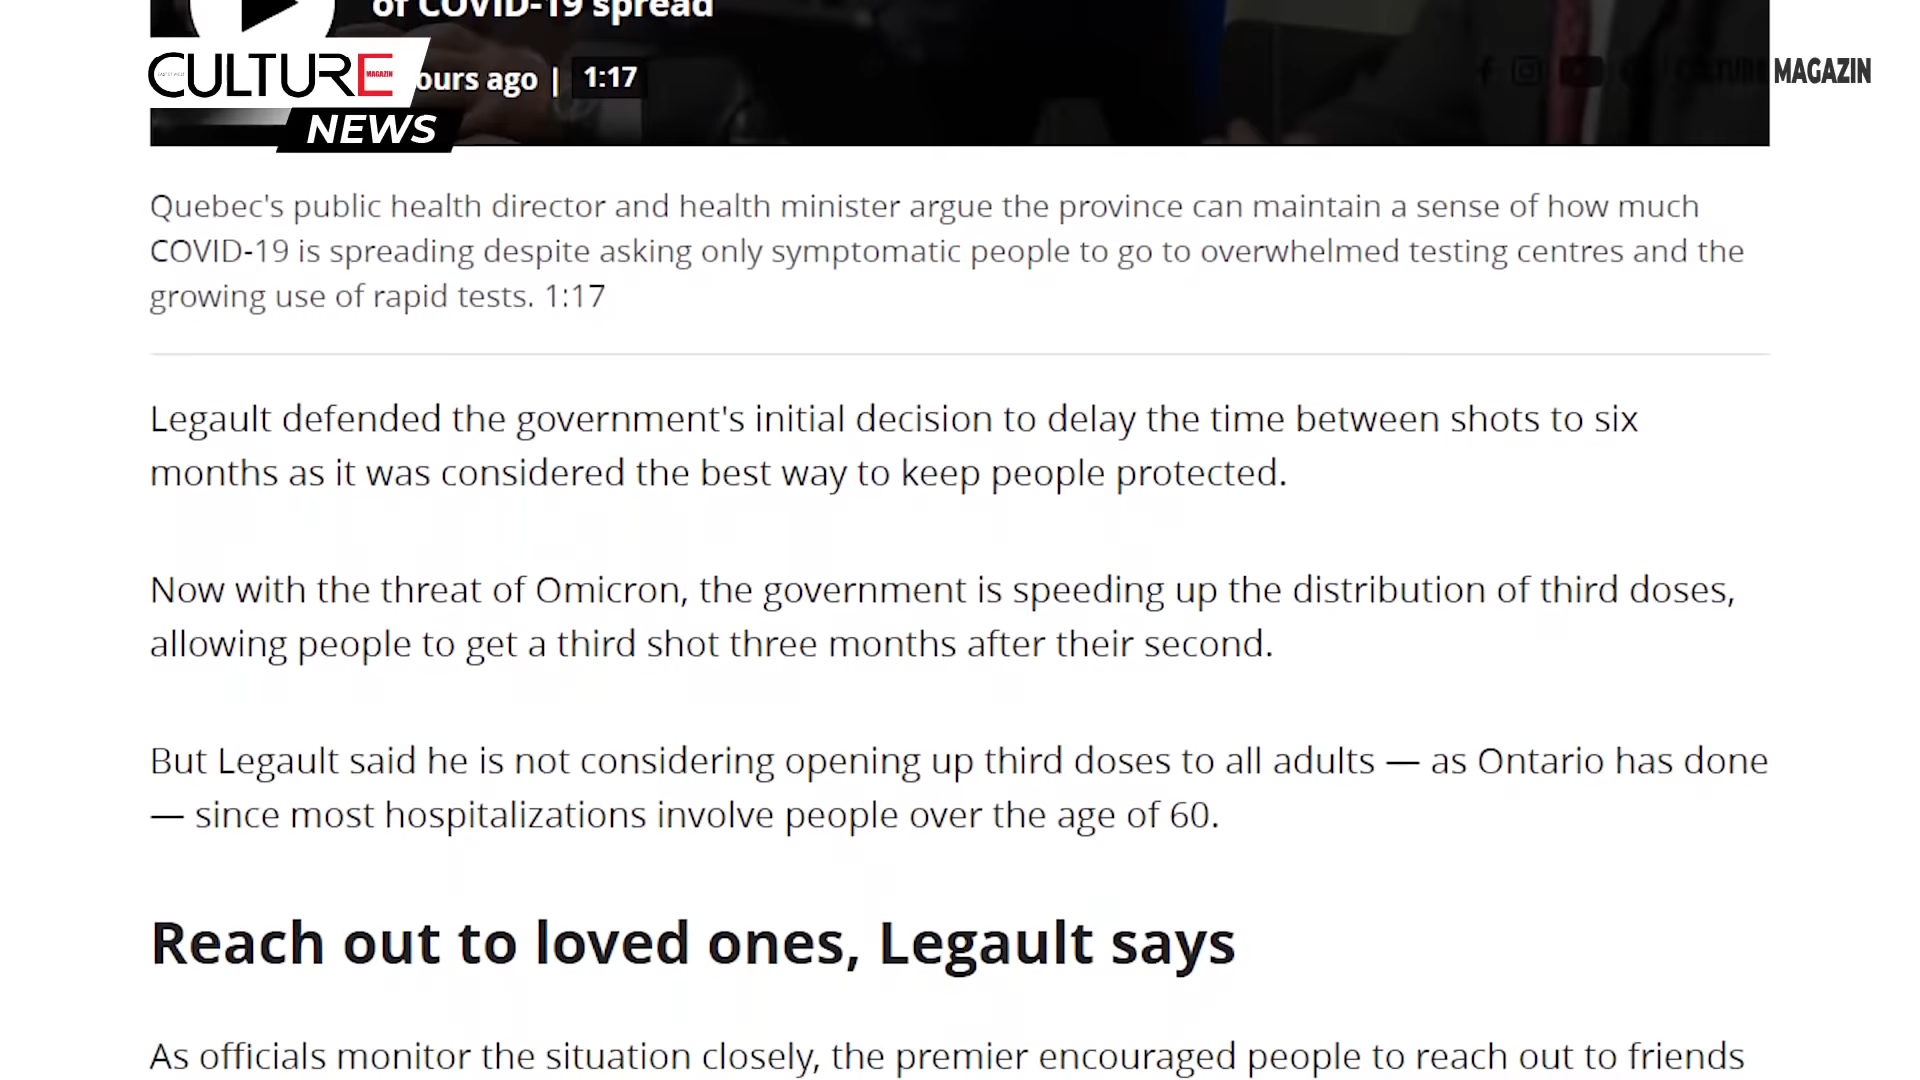 of COVID-19 spread
CULTURE
MAGAZIN
ours ago | 1:17
MAGAZIN
NEWS
Quebec's public health director and health minister argue the province can maintain a sense of how much
COVID-19 is spreading despite asking only symptomatic people to go to overwhelmed testing centres and the
growing use of rapid tests. 1:17
Legault defended the government's initial decision to delay the time between shots to six
months as it was considered the best way to keep people protected.
Now with the threat of Omicron, the government is speeding up the distribution of third doses,
allowing people to get a third shot three months after their second.
But Legault said he is not considering opening up third doses to all adults — as Ontario has done
— since most hospitalizations involve people over the age of 60.
Reach out to loved ones, Legault says
As officials monitor the situation closely, the premier encouraged people to reach out to friends